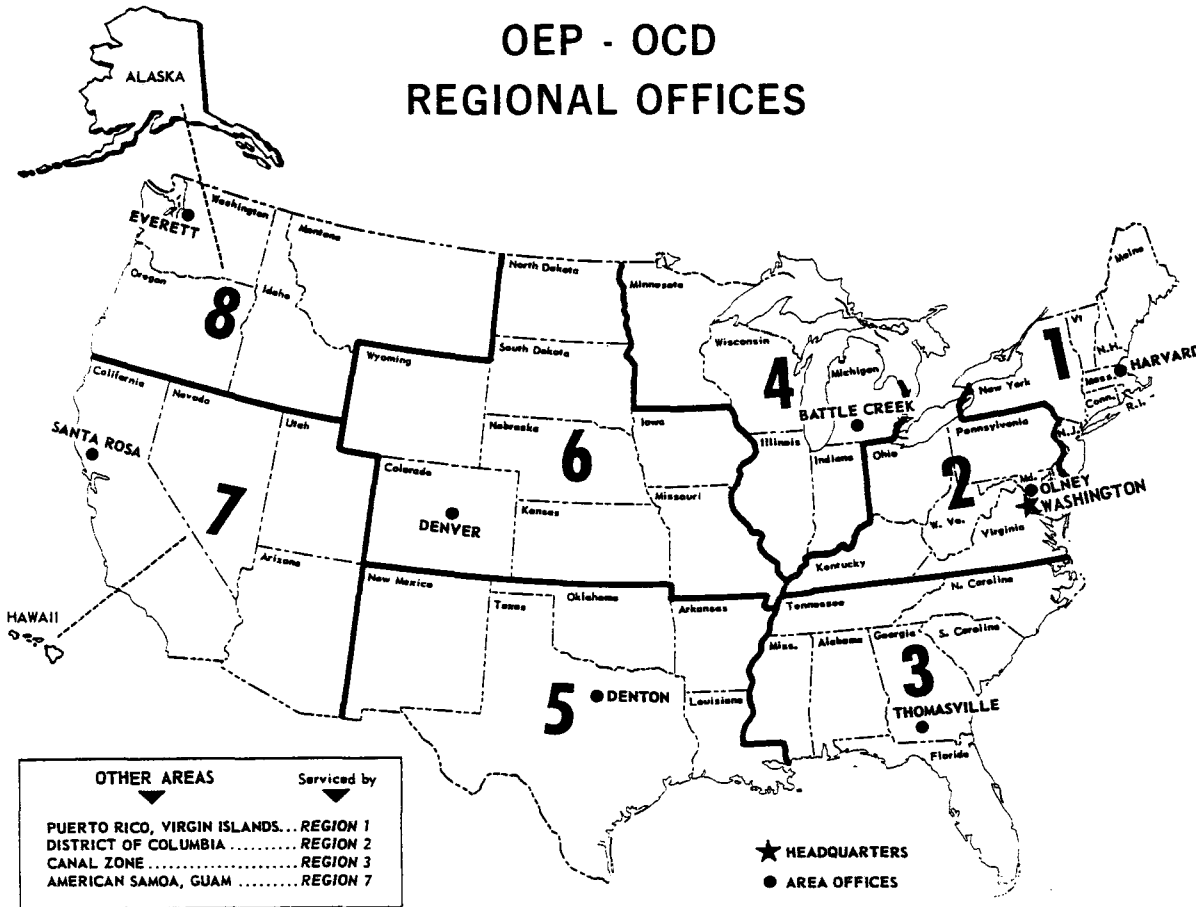 OEP - OCD
REGIONAL OFFICES
ALASKA
Washington
EVERETT
Montana
North Dakota
Minnesota
Maine
Oregon
Idaho
8
Wisconsin
Michigan
4
1
Vt
N.H.
HARVARD
Mass.
South Dakota
Wyoming
New York
Conn.
R.I.
California
Nevada
Utah
BATTLE CREEK
SANTA ROSA
Nebraska
Iowa
Illinois
Indiana
Ohio
Pennsylvania
N.J.
6
2
Colorado
Missouri
Md.
OLNEY
WASHINGTON
7
DENVER
Kansas
W. Va.
Virginia
Arizona
New Mexico
Kentucky
N. Carolina
Texas
Oklahoma
Arkansas
Tennessee
HAWAII
Miss.
Alabama
Georgia
S. Carolina
3
5
DENTON
Louisiana
THOMASVILLE
Florida
OTHER AREAS Serviced by
PUERTO RICO, VIRGIN ISLANDS... REGION 1
DISTRICT OF COLUMBIA .......... REGION 2
CANAL ZONE ...................... REGION 3
AMERICAN SAMOA, GUAM ......... REGION 7
HEADQUARTERS
AREA OFFICES